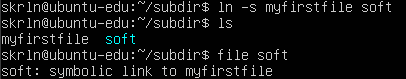 skrln@ubuntu-edu:~/subdir$ ln -s myfirstfile soft
skrln@ubuntu-edu:~/subdir$ ls
myfirstfile  soft
skrln@ubuntu-edu:~/subdir$ file soft
soft: symbolic link to myfirstfile